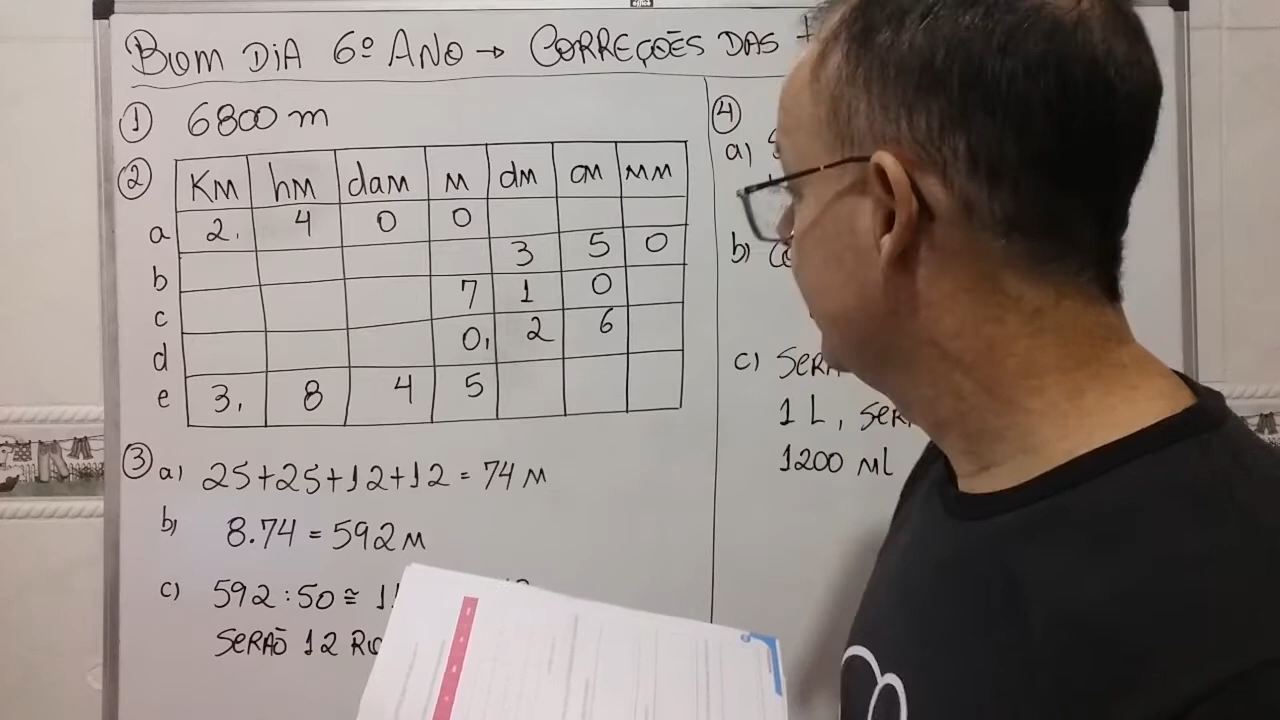 BOM DIA 6º ANO → CORREÇÕES DAS
① 6800 m
②
KM hM daM M dM CM MM
a 2, 4 0 0
b 3 5 0
c 7 1 0
d 0, 2 6
e 3, 8 4 5
③ a) 25+25+12+12 = 74 M
b) 8.74 = 592 M
c) 592 : 50 ≅
SERÃO 12
④
a)
b)
c)
1 L,
1200 ML